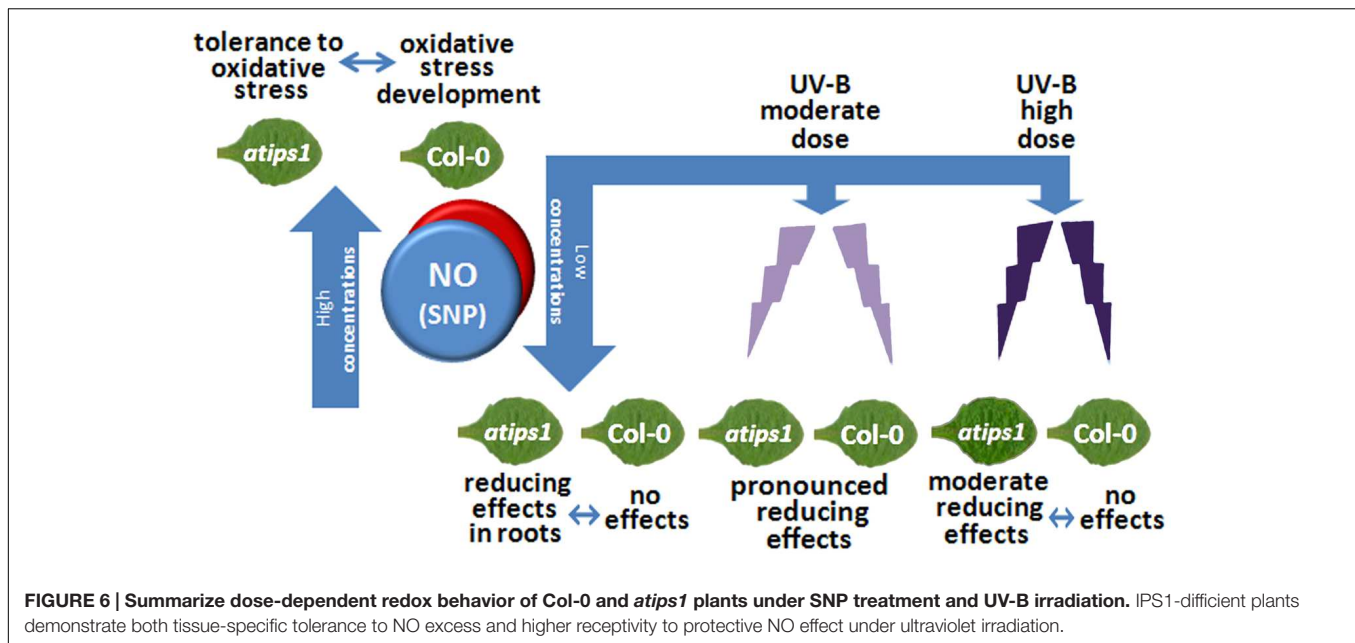 tolerance to
oxidative
stress
oxidative
stress
development
atips1
Col-0
High
concentrations
NO
(SNP)
Low
concentrations
UV-B
moderate
dose
UV-B
high
dose
atips1
Col-0
atips1
Col-0
atips1
Col-0
reducing
effects
in roots
no
effects
pronounced
reducing
effects
moderate
reducing
effects
no
effects
FIGURE 6 | Summarize dose-dependent redox behavior of Col-0 and atips1 plants under SNP treatment and UV-B irradiation. IPS1-difficient plants
demonstrate both tissue-specific tolerance to NO excess and higher receptivity to protective NO effect under ultraviolet irradiation.